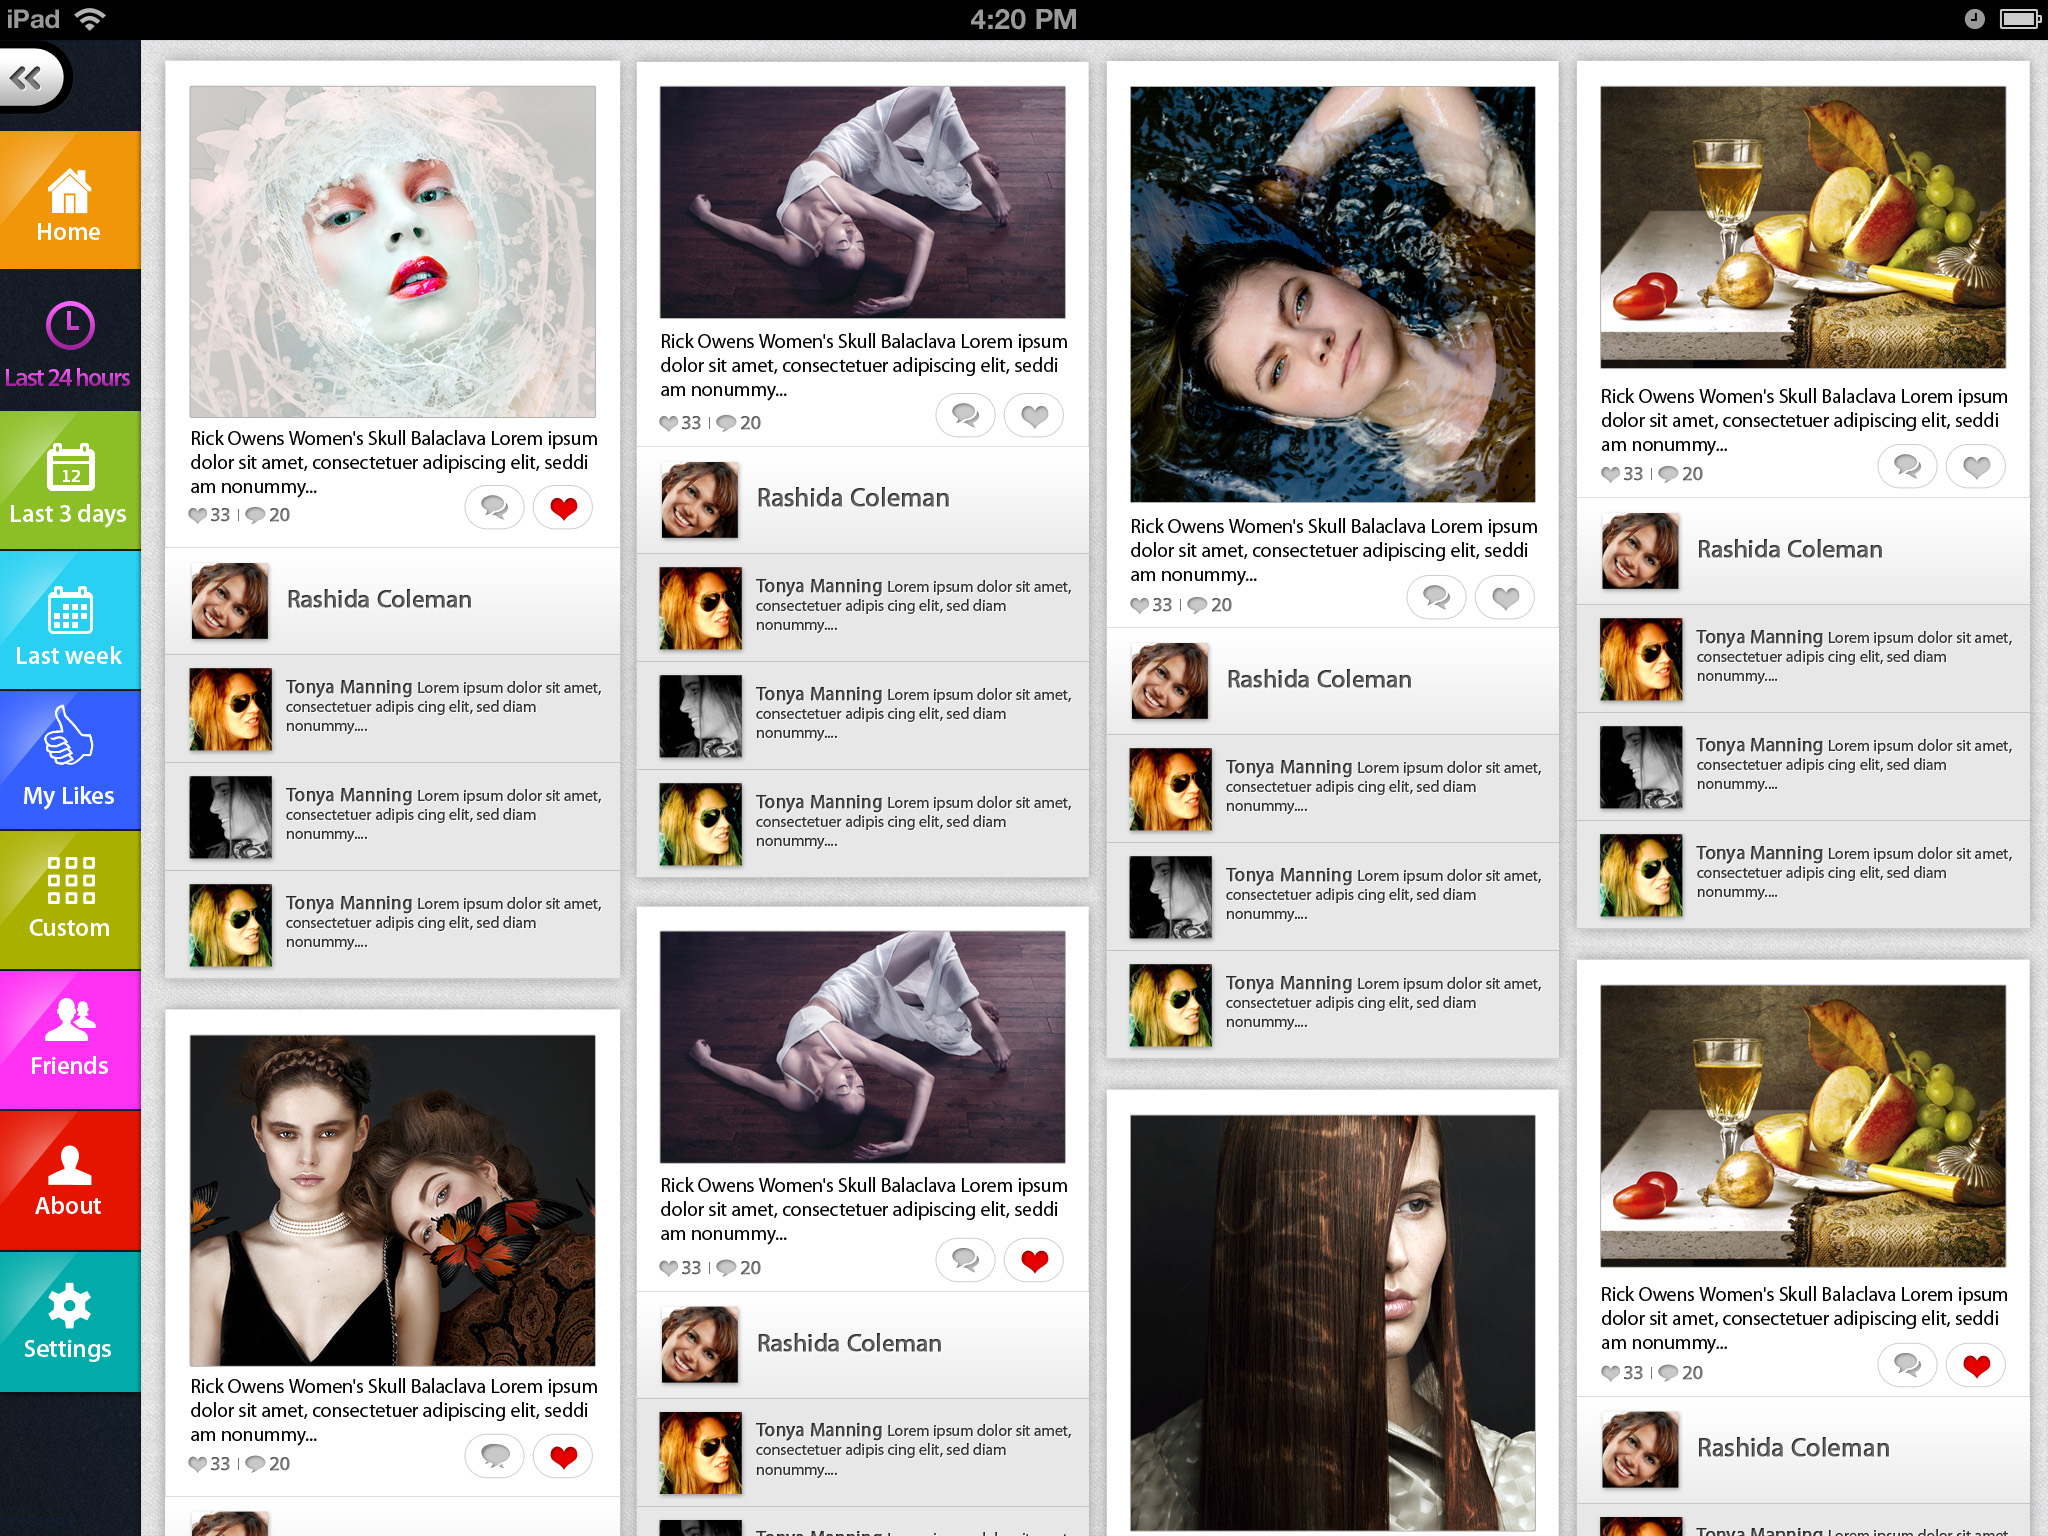 iPad
4:20 PM
Home
Last 24 hours
12
Last 3 days
Last week
My Likes
Custom
Friends
About
Settings
Rick Owens Women's Skull Balaclava Lorem ipsum
dolor sit amet, consectetuer adipiscing elit, seddi
am nonummy...
33 | 20
Rashida Coleman
Tonya Manning Lorem ipsum dolor sit amet,
consectetuer adipis cing elit, sed diam
nonummy....
Tonya Manning Lorem ipsum dolor sit amet,
consectetuer adipis cing elit, sed diam
nonummy....
Tonya Manning Lorem ipsum dolor sit amet,
consectetuer adipis cing elit, sed diam
nonummy....
Rick Owens Women's Skull Balaclava Lorem ipsum
dolor sit amet, consectetuer adipiscing elit, seddi
am nonummy...
33 | 20
Rick Owens Women's Skull Balaclava Lorem ipsum
dolor sit amet, consectetuer adipiscing elit, seddi
am nonummy...
33 | 20
Rashida Coleman
Tonya Manning Lorem ipsum dolor sit amet,
consectetuer adipis cing elit, sed diam
nonummy....
Tonya Manning Lorem ipsum dolor sit amet,
consectetuer adipis cing elit, sed diam
nonummy....
Tonya Manning Lorem ipsum dolor sit amet,
consectetuer adipis cing elit, sed diam
nonummy....
Rick Owens Women's Skull Balaclava Lorem ipsum
dolor sit amet, consectetuer adipiscing elit, seddi
am nonummy...
33 | 20
Rashida Coleman
Tonya Manning Lorem ipsum dolor sit amet,
consectetuer adipis cing elit, sed diam
nonummy....
Tonya Manning Lorem ipsum dolor sit amet,
Rick Owens Women's Skull Balaclava Lorem ipsum
dolor sit amet, consectetuer adipiscing elit, seddi
am nonummy...
33 | 20
Rashida Coleman
Tonya Manning Lorem ipsum dolor sit amet,
consectetuer adipis cing elit, sed diam
nonummy....
Tonya Manning Lorem ipsum dolor sit amet,
consectetuer adipis cing elit, sed diam
nonummy....
Tonya Manning Lorem ipsum dolor sit amet,
consectetuer adipis cing elit, sed diam
nonummy....
Rick Owens Women's Skull Balaclava Lorem ipsum
dolor sit amet, consectetuer adipiscing elit, seddi
am nonummy...
33 | 20
Rashida Coleman
Tonya Manning Lorem ipsum dolor sit amet,
consectetuer adipis cing elit, sed diam
nonummy....
Tonya Manning Lorem ipsum dolor sit amet,
consectetuer adipis cing elit, sed diam
nonummy....
Tonya Manning Lorem ipsum dolor sit amet,
consectetuer adipis cing elit, sed diam
nonummy....
Rick Owens Women's Skull Balaclava Lorem ipsum
dolor sit amet, consectetuer adipiscing elit, seddi
am nonummy...
33 | 20
Rashida Coleman
Tonya Manning Lorem ipsum dolor sit amet,